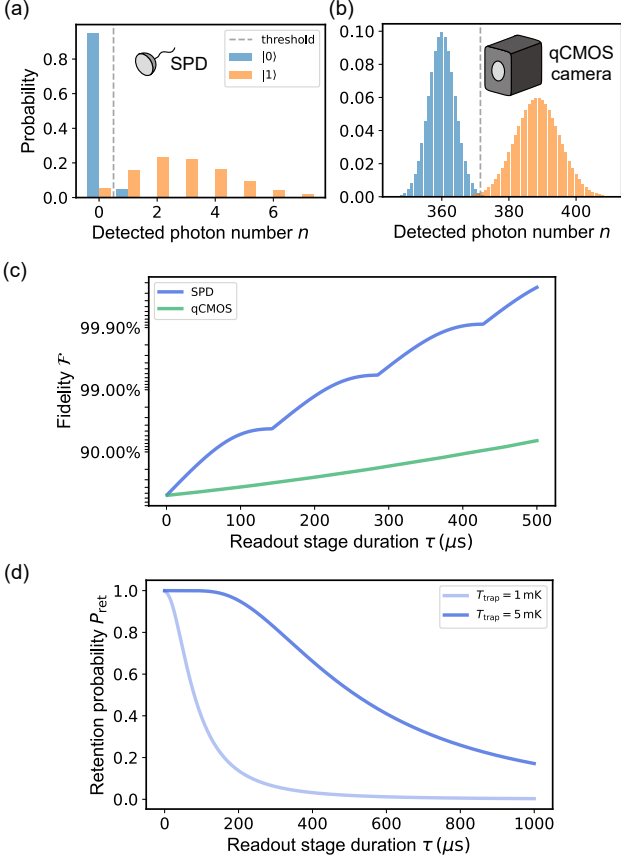 (a)
threshold
|0⟩
|1⟩
SPD
Probability
0.8
0.6
0.4
0.2
0.0
0
2
4
6
Detected photon number n
(b)
qCMOS
camera
0.10
0.08
0.06
0.04
0.02
0.00
360
380
400
Detected photon number n
(c)
SPD
qCMOS
Fidelity ℱ
99.90%
99.00%
90.00%
0
100
200
300
400
500
Readout stage duration τ (μs)
(d)
T_trap = 1 mK
T_trap = 5 mK
Retention probability P_ret
1.0
0.8
0.6
0.4
0.2
0.0
0
200
400
600
800
1000
Readout stage duration τ (μs)